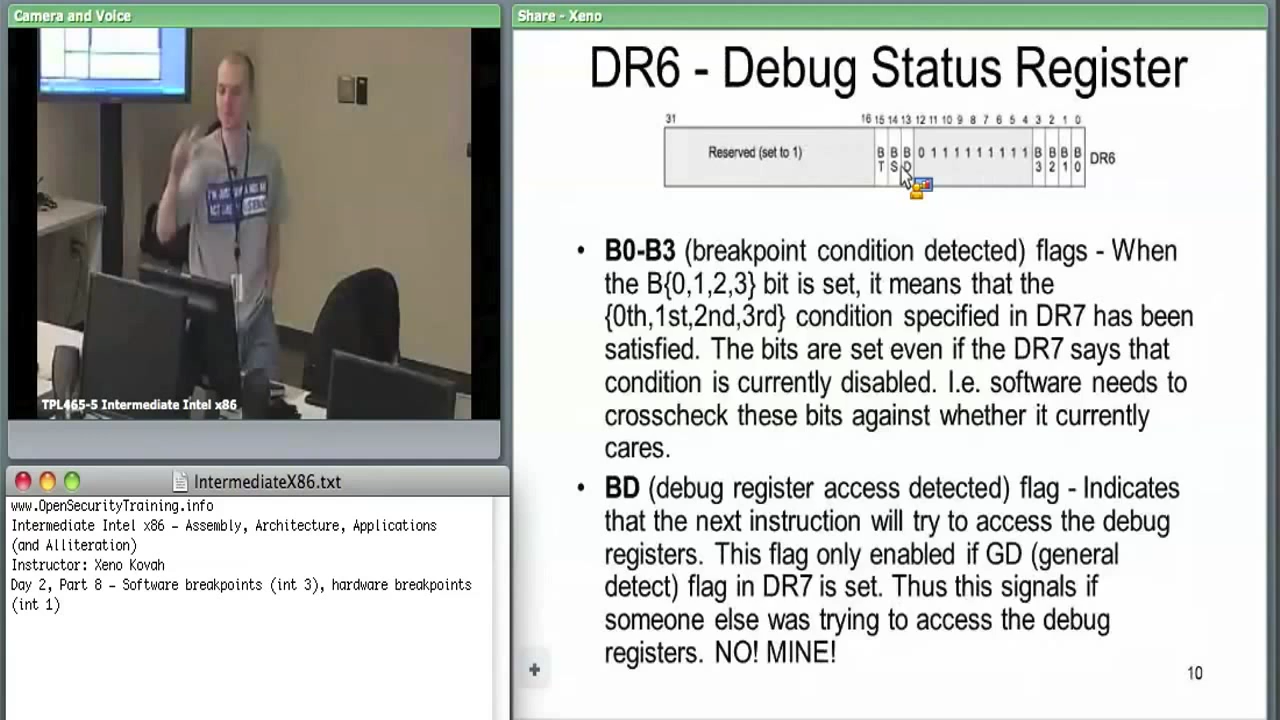 Camera and Voice
TPL465-5 Intermediate Intel x86
IntermediateX86.txt
www.OpenSecurityTraining.info
Intermediate Intel x86 – Assembly, Architecture, Applications
(and Alliteration)
Instructor: Xeno Kovah
Day 2, Part 8 – Software breakpoints (int 3), hardware breakpoints
(int 1)
Share - Xeno
DR6 - Debug Status Register
31 16 15 14 13 12 11 10 9 8 7 6 5 4 3 2 1 0
Reserved (set to 1) BT BS BD 0 1 1 1 1 1 1 1 1 B3 B2 B1 B0 DR6
• B0-B3 (breakpoint condition detected) flags - When
the B{0,1,2,3} bit is set, it means that the
{0th,1st,2nd,3rd} condition specified in DR7 has been
satisfied. The bits are set even if the DR7 says that
condition is currently disabled. I.e. software needs to
crosscheck these bits against whether it currently
cares.
• BD (debug register access detected) flag - Indicates
that the next instruction will try to access the debug
registers. This flag only enabled if GD (general
detect) flag in DR7 is set. Thus this signals if
someone else was trying to access the debug
registers. NO! MINE!
10